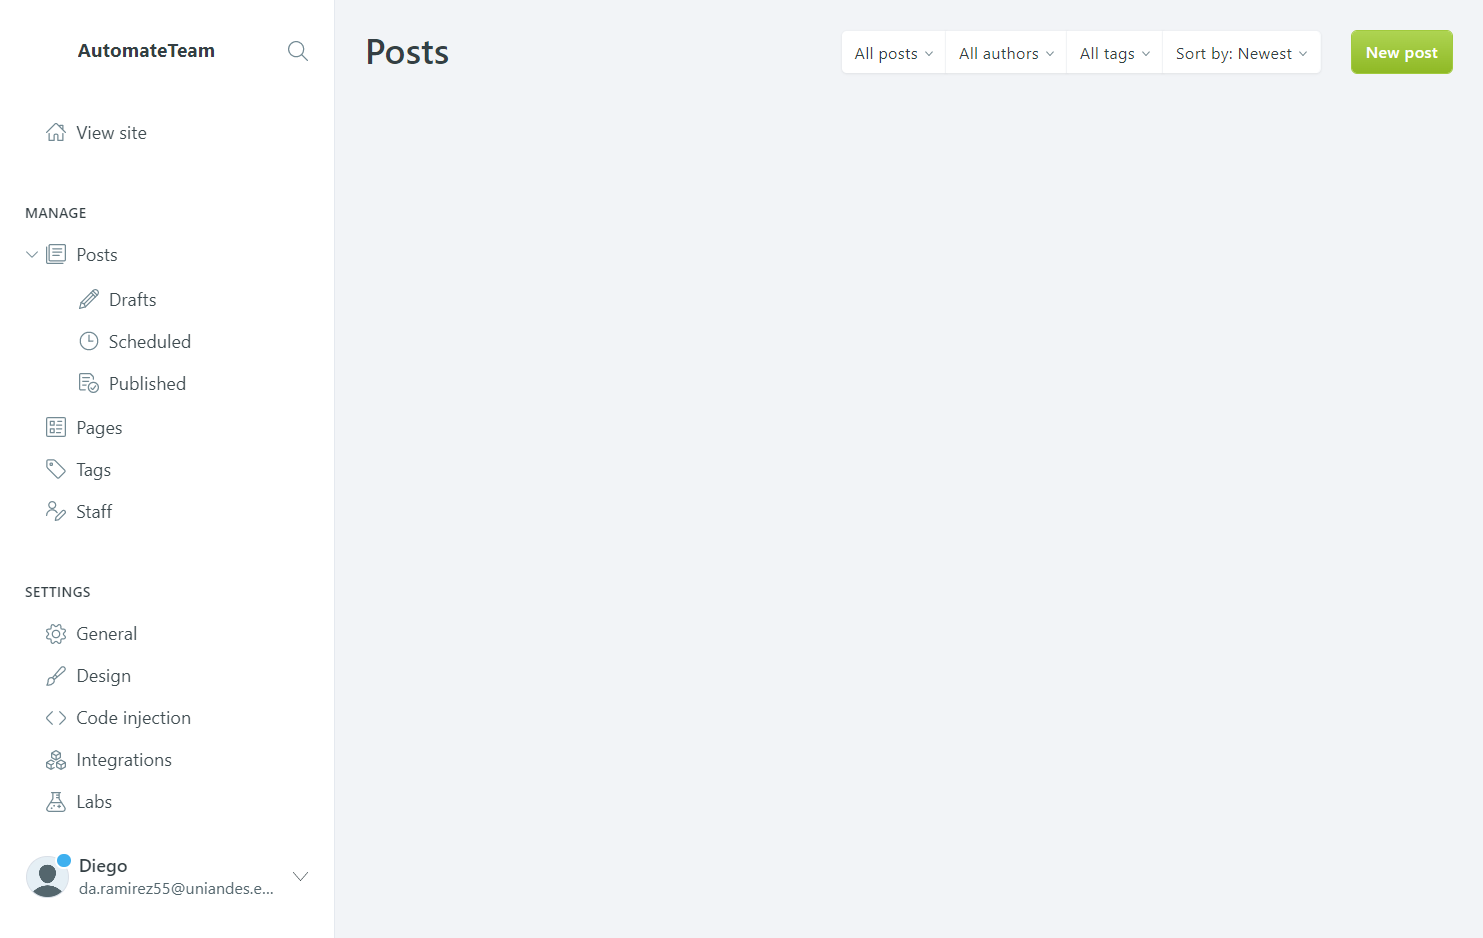 AutomateTeam
View site
MANAGE
Posts
Drafts
Scheduled
Published
Pages
Tags
Staff
SETTINGS
General
Design
Code injection
Integrations
Labs
Diego
da.ramirez55@uniandes.e...
Posts
All posts
All authors
All tags
Sort by: Newest
New post